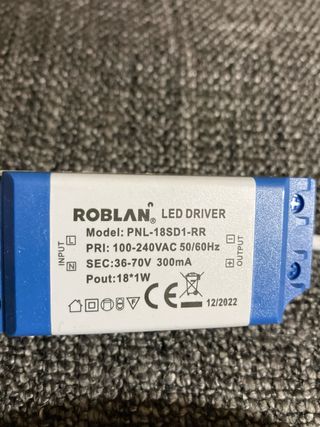 ROBLAN® LED DRIVER
Model: PNL-18SD1-RR
INPUT L N
PRI: 100-240VAC 50/60Hz
SEC: 36-70V 300mA
- + OUTPUT
Pout: 18*1W
CE
12/2022